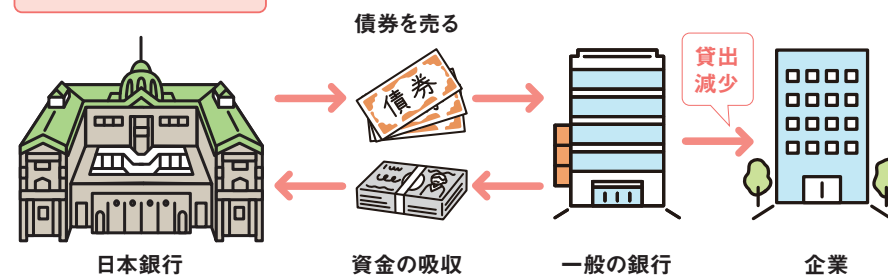 債券を売る
債券
貸出
減少
日本銀行
資金の吸収
一般の銀行
企業